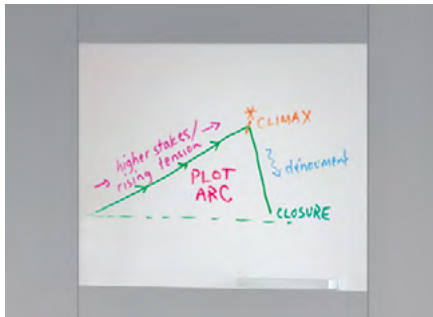 higher stakes/
rising tension
CLIMAX
dénoument
PLOT
ARC
CLOSURE